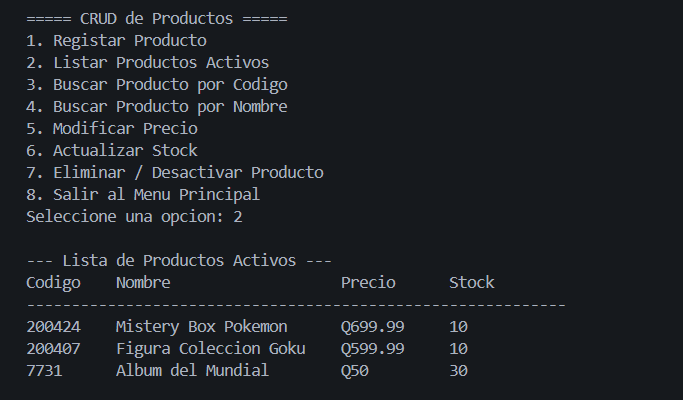 ===== CRUD de Productos =====
1. Registar Producto
2. Listar Productos Activos
3. Buscar Producto por Codigo
4. Buscar Producto por Nombre
5. Modificar Precio
6. Actualizar Stock
7. Eliminar / Desactivar Producto
8. Salir al Menu Principal
Seleccione una opcion: 2

--- Lista de Productos Activos ---
Codigo    Nombre                   Precio      Stock
------------------------------------------------------------
200424    Mistery Box Pokemon      Q699.99     10
200407    Figura Coleccion Goku    Q599.99     10
7731      Album del Mundial        Q50         30